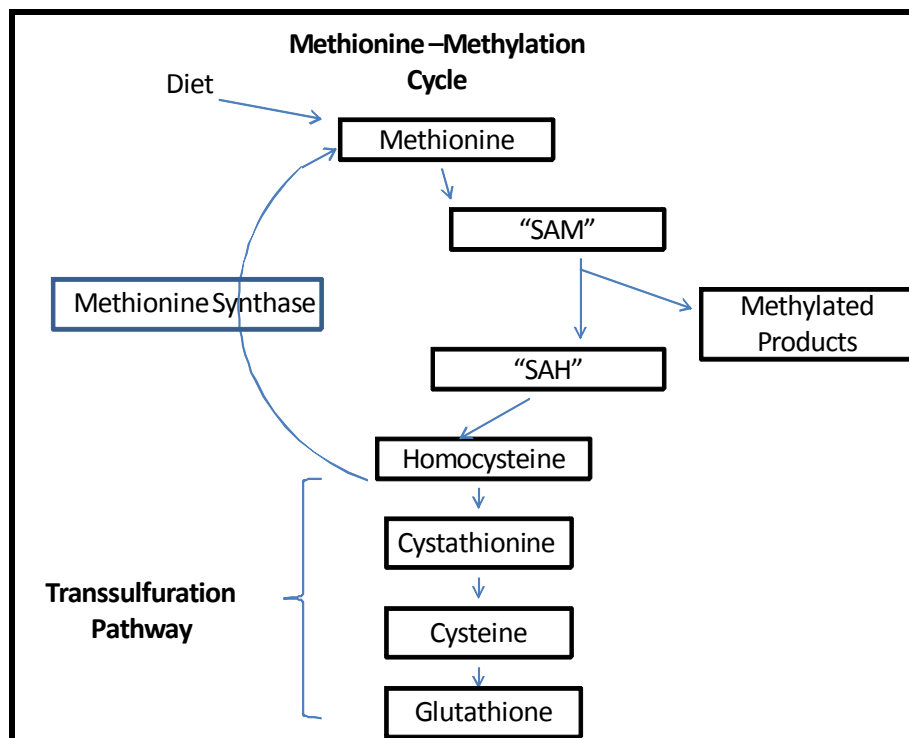 Methionine –Methylation
Cycle
Diet
Methionine
“SAM”
Methionine Synthase
Methylated
Products
“SAH”
Homocysteine
Cystathionine
Transsulfuration
Pathway
Cysteine
Glutathione